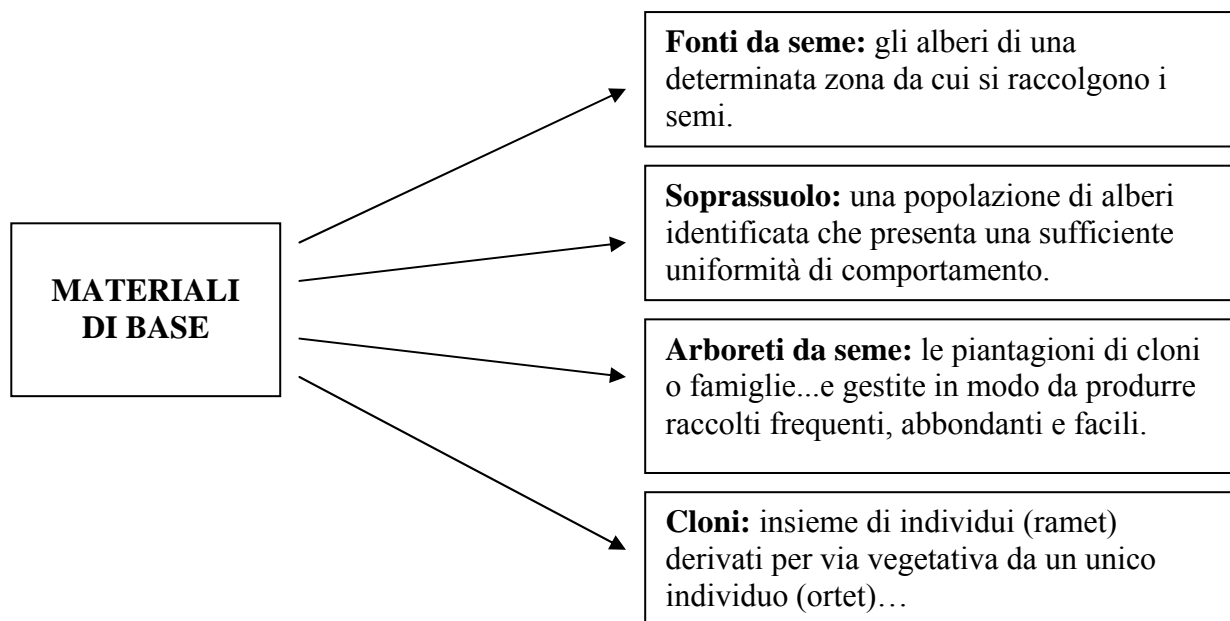 MATERIALI
DI BASE
Fonti da seme: gli alberi di una
determinata zona da cui si raccolgono i
semi.
Soprassuolo: una popolazione di alberi
identificata che presenta una sufficiente
uniformità di comportamento.
Arboreti da seme: le piantagioni di cloni
o famiglie...e gestite in modo da produrre
raccolti frequenti, abbondanti e facili.
Cloni: insieme di individui (ramet)
derivati per via vegetativa da un unico
individuo (ortet)…